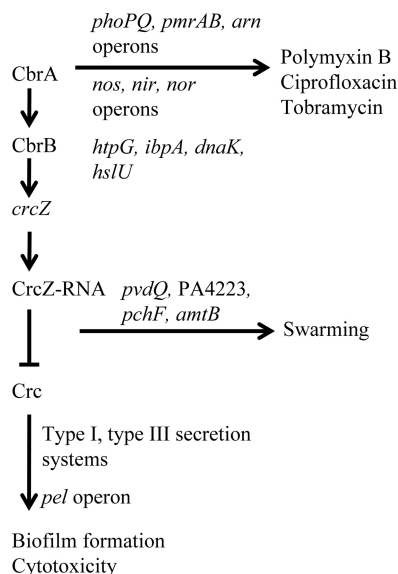 phoPQ, pmrAB, arn
operons
Polymyxin B
Ciprofloxacin
Tobramycin
CbrA
nos, nir, nor
operons
CbrB
htpG, ibpA, dnaK,
hslU
crcZ
CrcZ-RNA
pvdQ, PA4223,
pchF, amtB
Swarming
Crc
Type I, type III secretion
systems
pel operon
Biofilm formation
Cytotoxicity